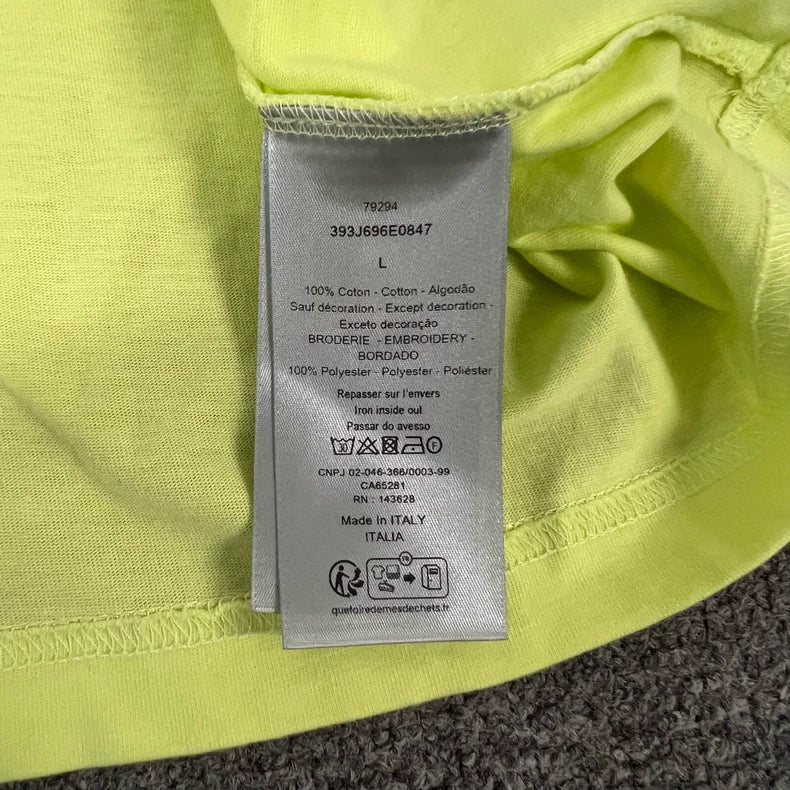 79294
393J696E0847
L
100% Coton - Cotton - Algodão
Sauf décoration - Except decoration -
Exceto decoração
BRODERIE - EMBROIDERY -
BORDADO
100% Polyester - Polyester - Poliéster
Repasser sur l'envers
Iron inside out
Passar do avesso
30 F
CNPJ 02-046-366/0003-99
CA65281
RN : 143628
Made in ITALY
ITALIA
FR
quefairedemesdechets.fr